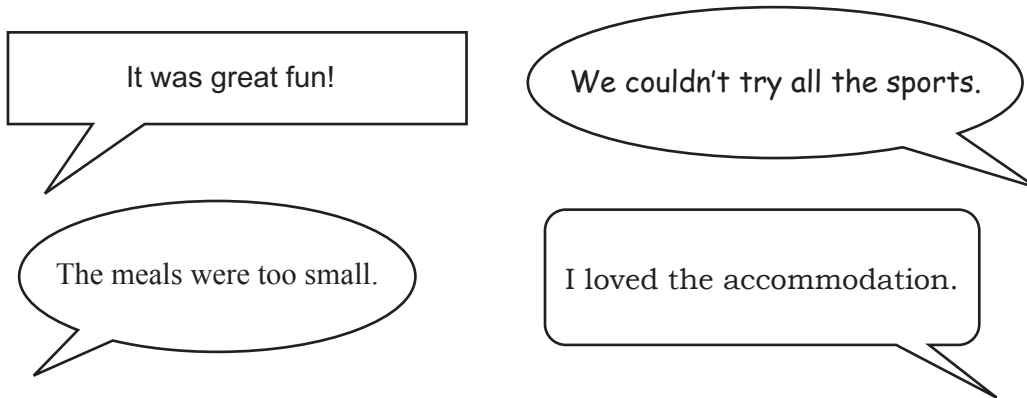 It was great fun!
We couldn't try all the sports.
The meals were too small.
I loved the accommodation.